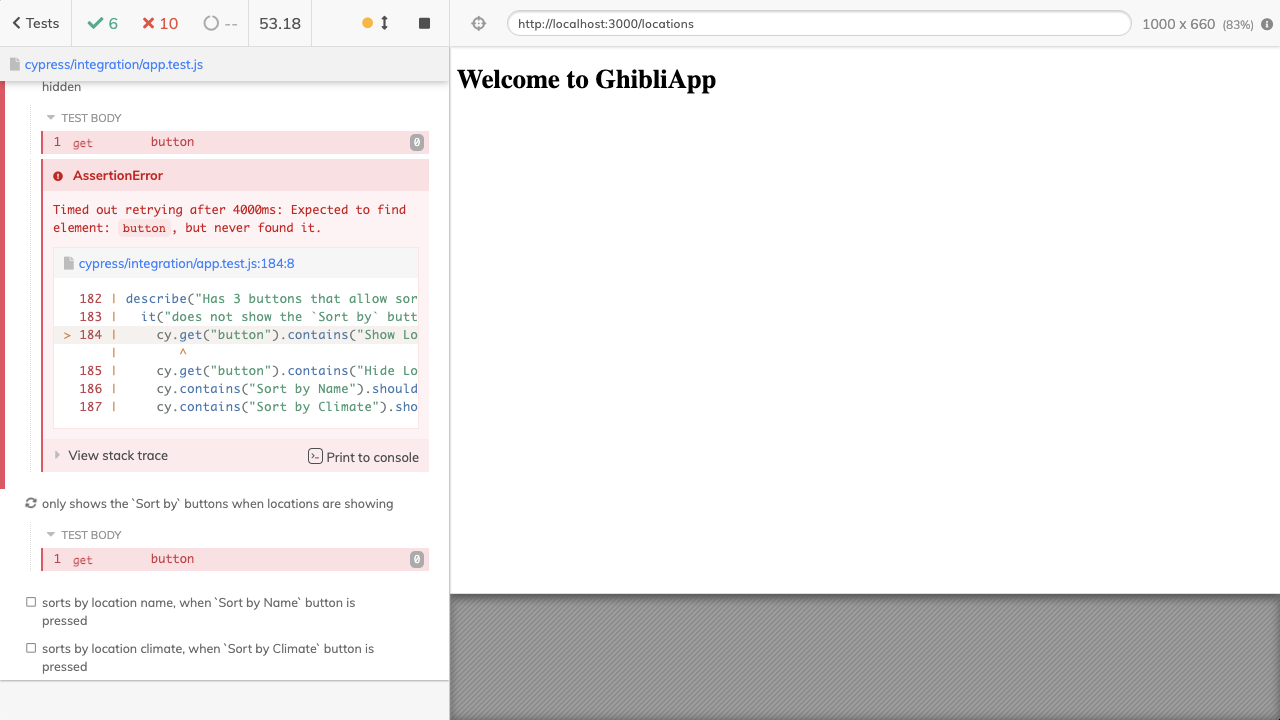 Tests
6
10
--
53.18
http://localhost:3000/locations
1000 x 660 (83%)
cypress/integration/app.test.js
hidden
TEST BODY
1 get button 0
AssertionError
Timed out retrying after 4000ms: Expected to find
element: button, but never found it.
cypress/integration/app.test.js:184:8
182 | describe("Has 3 buttons that allow sor
183 | it("does not show the `Sort by` butt
> 184 | cy.get("button").contains("Show Lo
| ^
185 | cy.get("button").contains("Hide Lo
186 | cy.contains("Sort by Name").should
187 | cy.contains("Sort by Climate").sho
View stack trace
Print to console
only shows the `Sort by` buttons when locations are showing
TEST BODY
1 get button 0
sorts by location name, when `Sort by Name` button is
pressed
sorts by location climate, when `Sort by Climate` button is
pressed
Welcome to GhibliApp